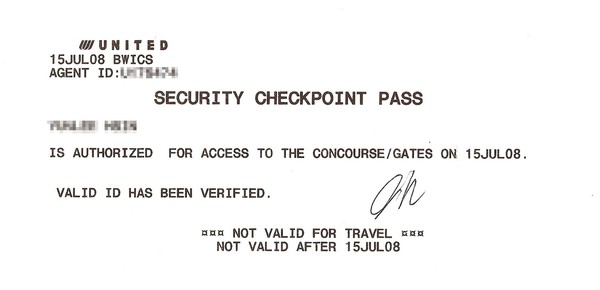 UNITED
15JUL08 BWICS
AGENT ID:
SECURITY CHECKPOINT PASS
IS AUTHORIZED FOR ACCESS TO THE CONCOURSE/GATES ON 15JUL08.
VALID ID HAS BEEN VERIFIED.
¤¤¤ NOT VALID FOR TRAVEL ¤¤¤
NOT VALID AFTER 15JUL08